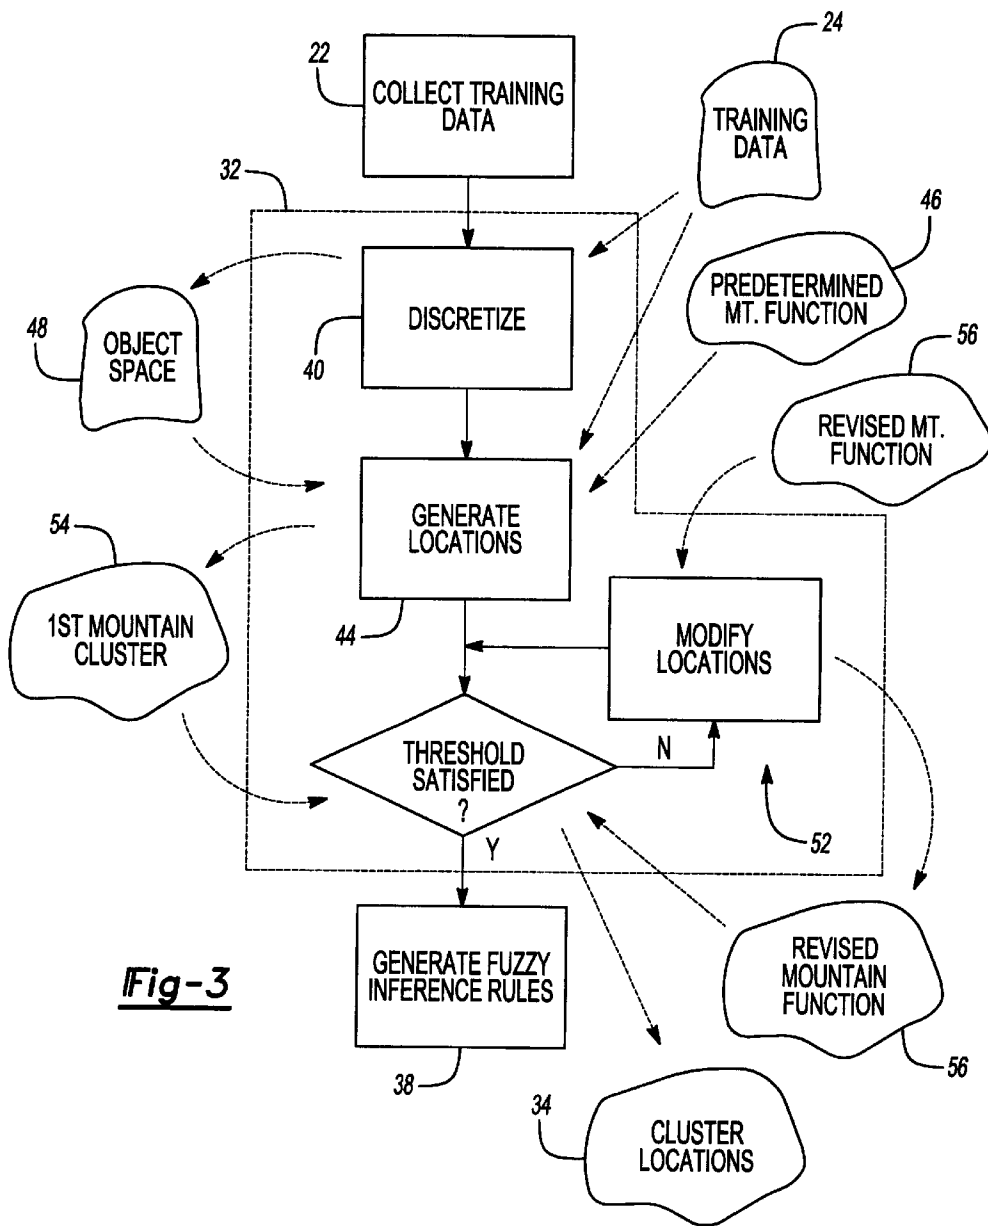 22
COLLECT TRAINING
DATA
24
TRAINING
DATA
32
46
PREDETERMINED
MT. FUNCTION
DISCRETIZE
40
48
OBJECT
SPACE
56
REVISED MT.
FUNCTION
GENERATE
LOCATIONS
44
54
1ST MOUNTAIN
CLUSTER
MODIFY
LOCATIONS
THRESHOLD
SATISFIED
?
N
Y
52
GENERATE FUZZY
INFERENCE RULES
38
REVISED
MOUNTAIN
FUNCTION
56
Fig-3
34
CLUSTER
LOCATIONS